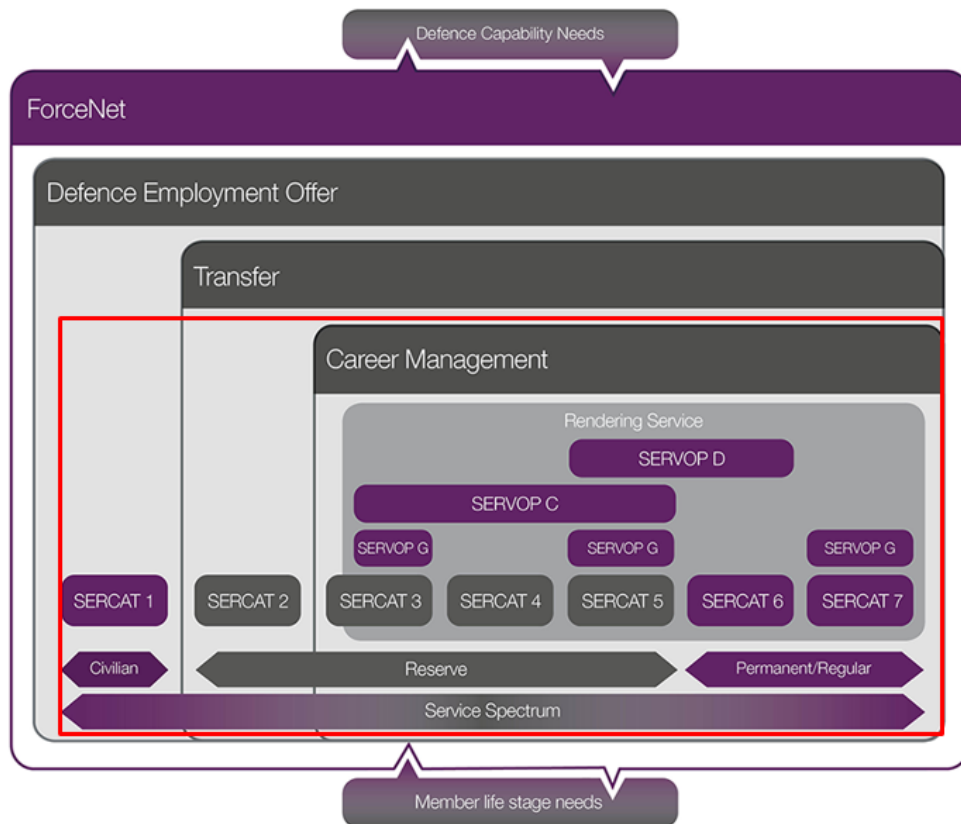 Defence Capability Needs
ForceNet
Defence Employment Offer
Transfer
Career Management
Rendering Service
SERVOP D
SERVOP C
SERVOP G SERVOP G SERVOP G
SERCAT 1 SERCAT 2 SERCAT 3 SERCAT 4 SERCAT 5 SERCAT 6 SERCAT 7
Civilian Reserve Permanent/Regular
Service Spectrum
Member life stage needs